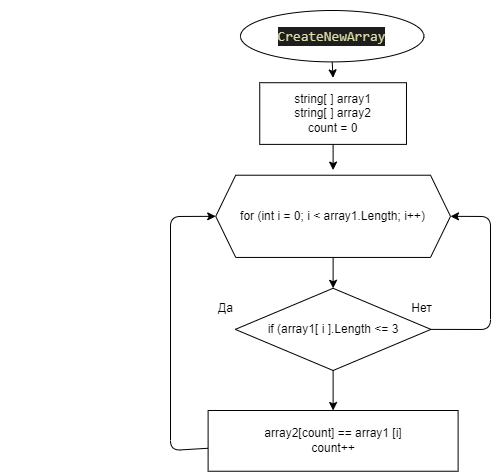 CreateNewArray
string[ ] array1
string[ ] array2
count = 0
for (int i = 0; i < array1.Length; i++)
Да
Нет
if (array1[ i ].Length <= 3
array2[count] == array1 [i]
count++